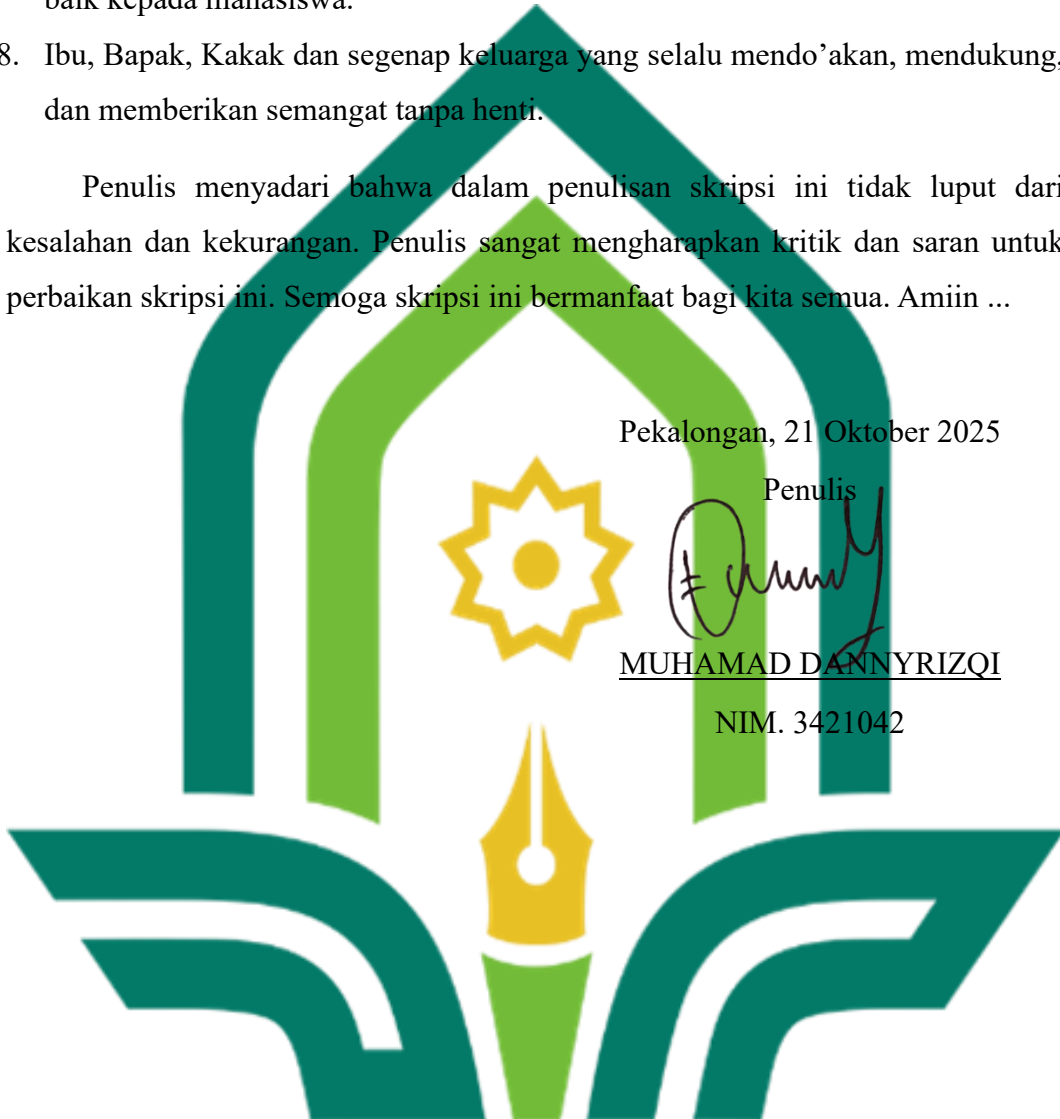 baik kepada mahasiswa.
8. Ibu, Bapak, Kakak dan segenap keluarga yang selalu mendo’akan, mendukung,
dan memberikan semangat tanpa henti.
Penulis menyadari bahwa dalam penulisan skripsi ini tidak luput dari
kesalahan dan kekurangan. Penulis sangat mengharapkan kritik dan saran untuk
perbaikan skripsi ini. Semoga skripsi ini bermanfaat bagi kita semua. Amiin ...
Pekalongan, 21 Oktober 2025
Penulis
MUHAMAD DANNYRIZQI
NIM. 3421042